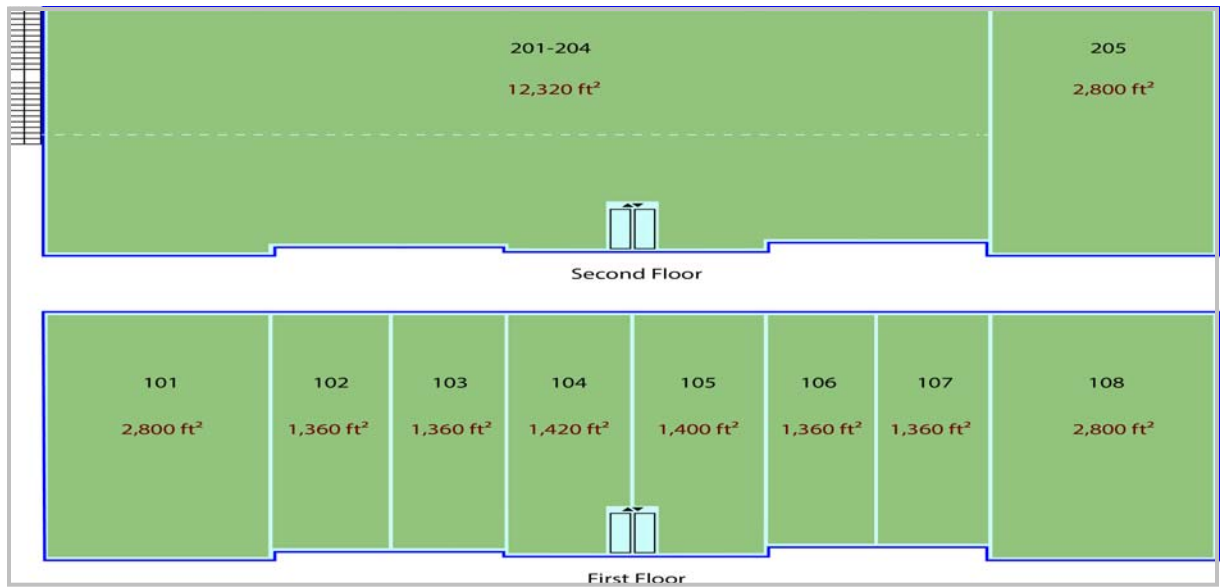 201-204 205
12,320 ft² 2,800 ft²
Second Floor
101 102 103 104 105 106 107 108
2,800 ft² 1,360 ft² 1,360 ft² 1,420 ft² 1,400 ft² 1,360 ft² 1,360 ft² 2,800 ft²
First Floor